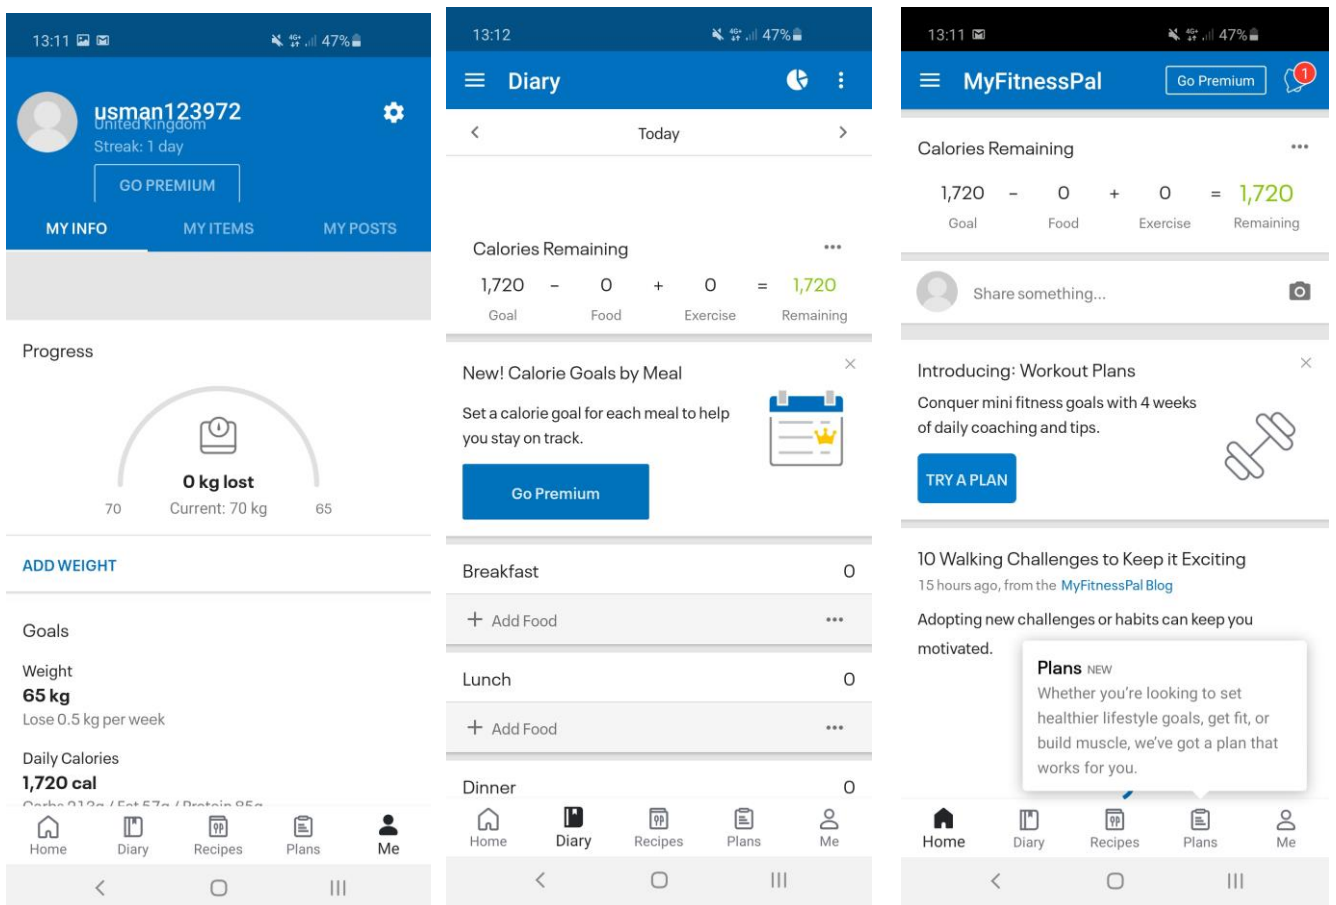 13:11 4G+ 47%
usman123972
United Kingdom
Streak: 1 day
GO PREMIUM
MY INFO MY ITEMS MY POSTS
Progress
0 kg lost
70 Current: 70 kg 65
ADD WEIGHT
Goals
Weight
65 kg
Lose 0.5 kg per week
Daily Calories
1,720 cal
Carbs 213g / Fat 57g / Protein 85g
Home Diary Recipes Plans Me
13:12 4G+ 47%
Diary
Today
Calories Remaining
1,720 - 0 + 0 = 1,720
Goal Food Exercise Remaining
New! Calorie Goals by Meal
Set a calorie goal for each meal to help
you stay on track.
Go Premium
Breakfast 0
+ Add Food
Lunch 0
+ Add Food
Dinner 0
Home Diary Recipes Plans Me
13:11 4G+ 47%
MyFitnessPal Go Premium 1
Calories Remaining
1,720 - 0 + 0 = 1,720
Goal Food Exercise Remaining
Share something...
Introducing: Workout Plans
Conquer mini fitness goals with 4 weeks
of daily coaching and tips.
TRY A PLAN
10 Walking Challenges to Keep it Exciting
15 hours ago, from the MyFitnessPal Blog
Adopting new challenges or habits can keep you
motivated.
Plans NEW
Whether you're looking to set
healthier lifestyle goals, get fit, or
build muscle, we've got a plan that
works for you.
Home Diary Recipes Plans Me